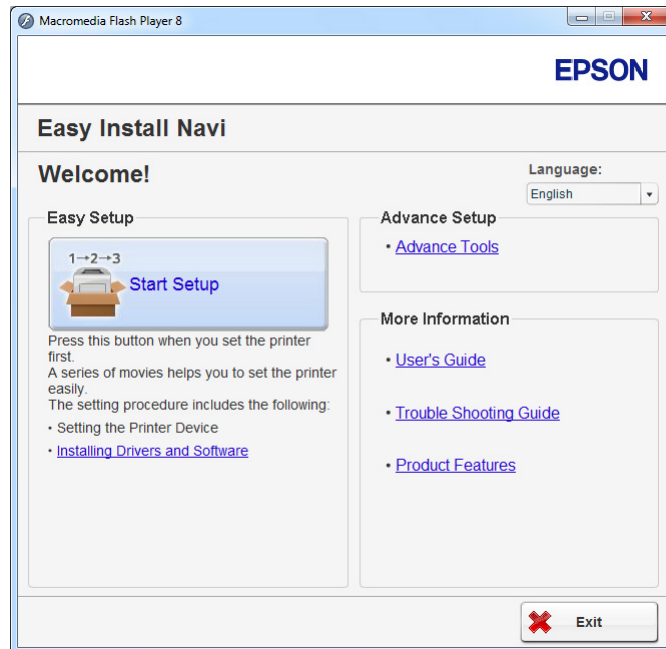 Macromedia Flash Player 8
EPSON
Easy Install Navi
Welcome!
Language:
English
Easy Setup
1→2→3
Start Setup
Press this button when you set the printer
first.
A series of movies helps you to set the printer
easily.
The setting procedure includes the following:
• Setting the Printer Device
• Installing Drivers and Software
Advance Setup
• Advance Tools
More Information
• User's Guide
• Trouble Shooting Guide
• Product Features
Exit